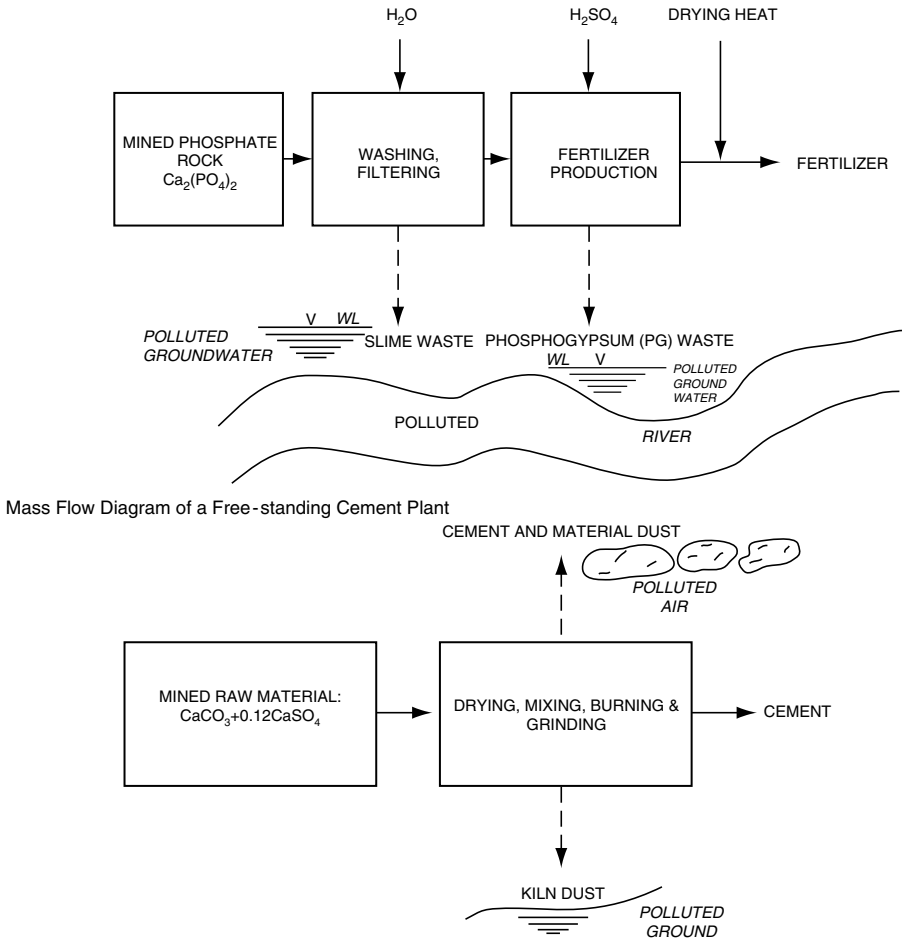 H₂O
H₂SO₄
DRYING HEAT
MINED PHOSPHATE
ROCK
Ca₂(PO₄)₂
WASHING,
FILTERING
FERTILIZER
PRODUCTION
FERTILIZER
V WL
POLLUTED
GROUNDWATER
SLIME WASTE
PHOSPHOGYPSUM (PG) WASTE
WL V
POLLUTED
GROUND
WATER
POLLUTED
RIVER
Mass Flow Diagram of a Free-standing Cement Plant
CEMENT AND MATERIAL DUST
POLLUTED
AIR
MINED RAW MATERIAL:
CaCO₃+0.12CaSO₄
DRYING, MIXING, BURNING &
GRINDING
CEMENT
KILN DUST
POLLUTED
GROUND